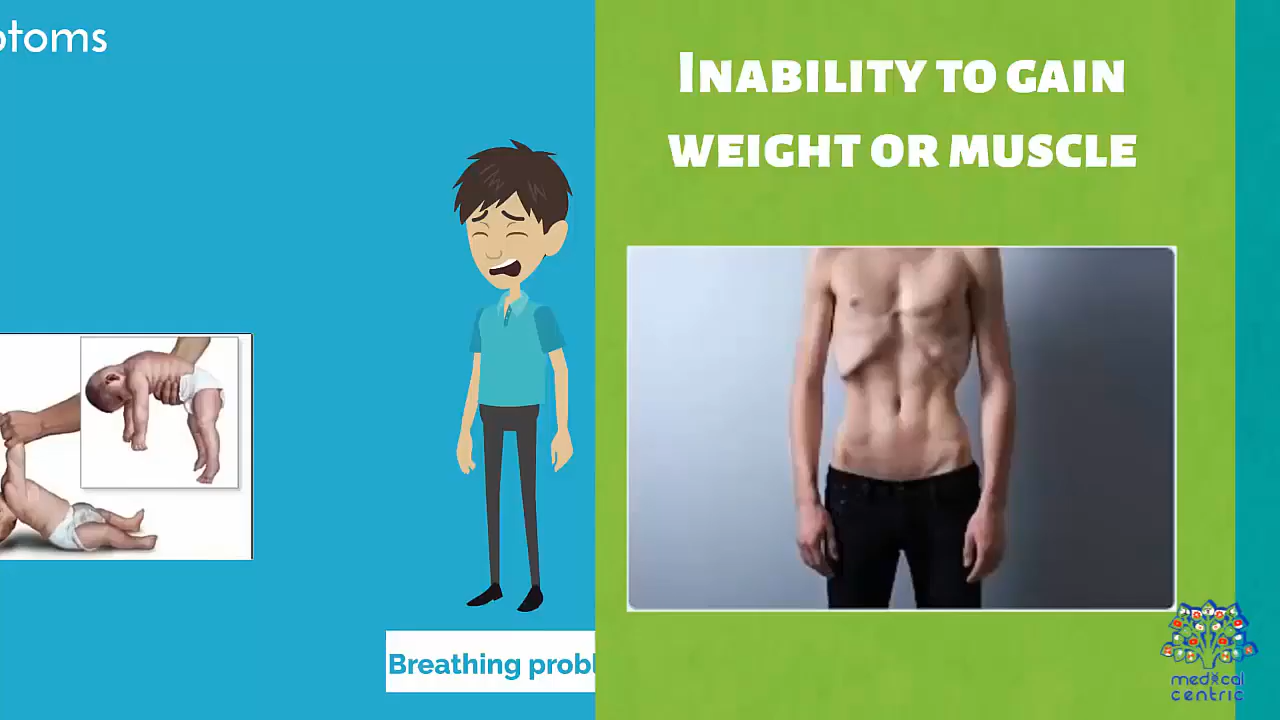 ptoms
Breathing probl
INABILITY TO GAIN
WEIGHT OR MUSCLE
medical
centric